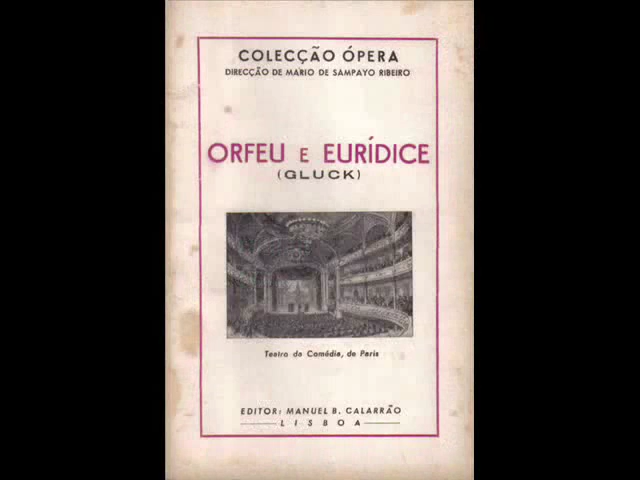 COLECÇÃO ÓPERA
DIRECÇÃO DE MARIO DE SAMPAYO RIBEIRO
ORFEU E EURÍDICE
(GLUCK)
Teatro da Comédia, de Paris
EDITOR: MANUEL B. CALARRÃO
LISBOA